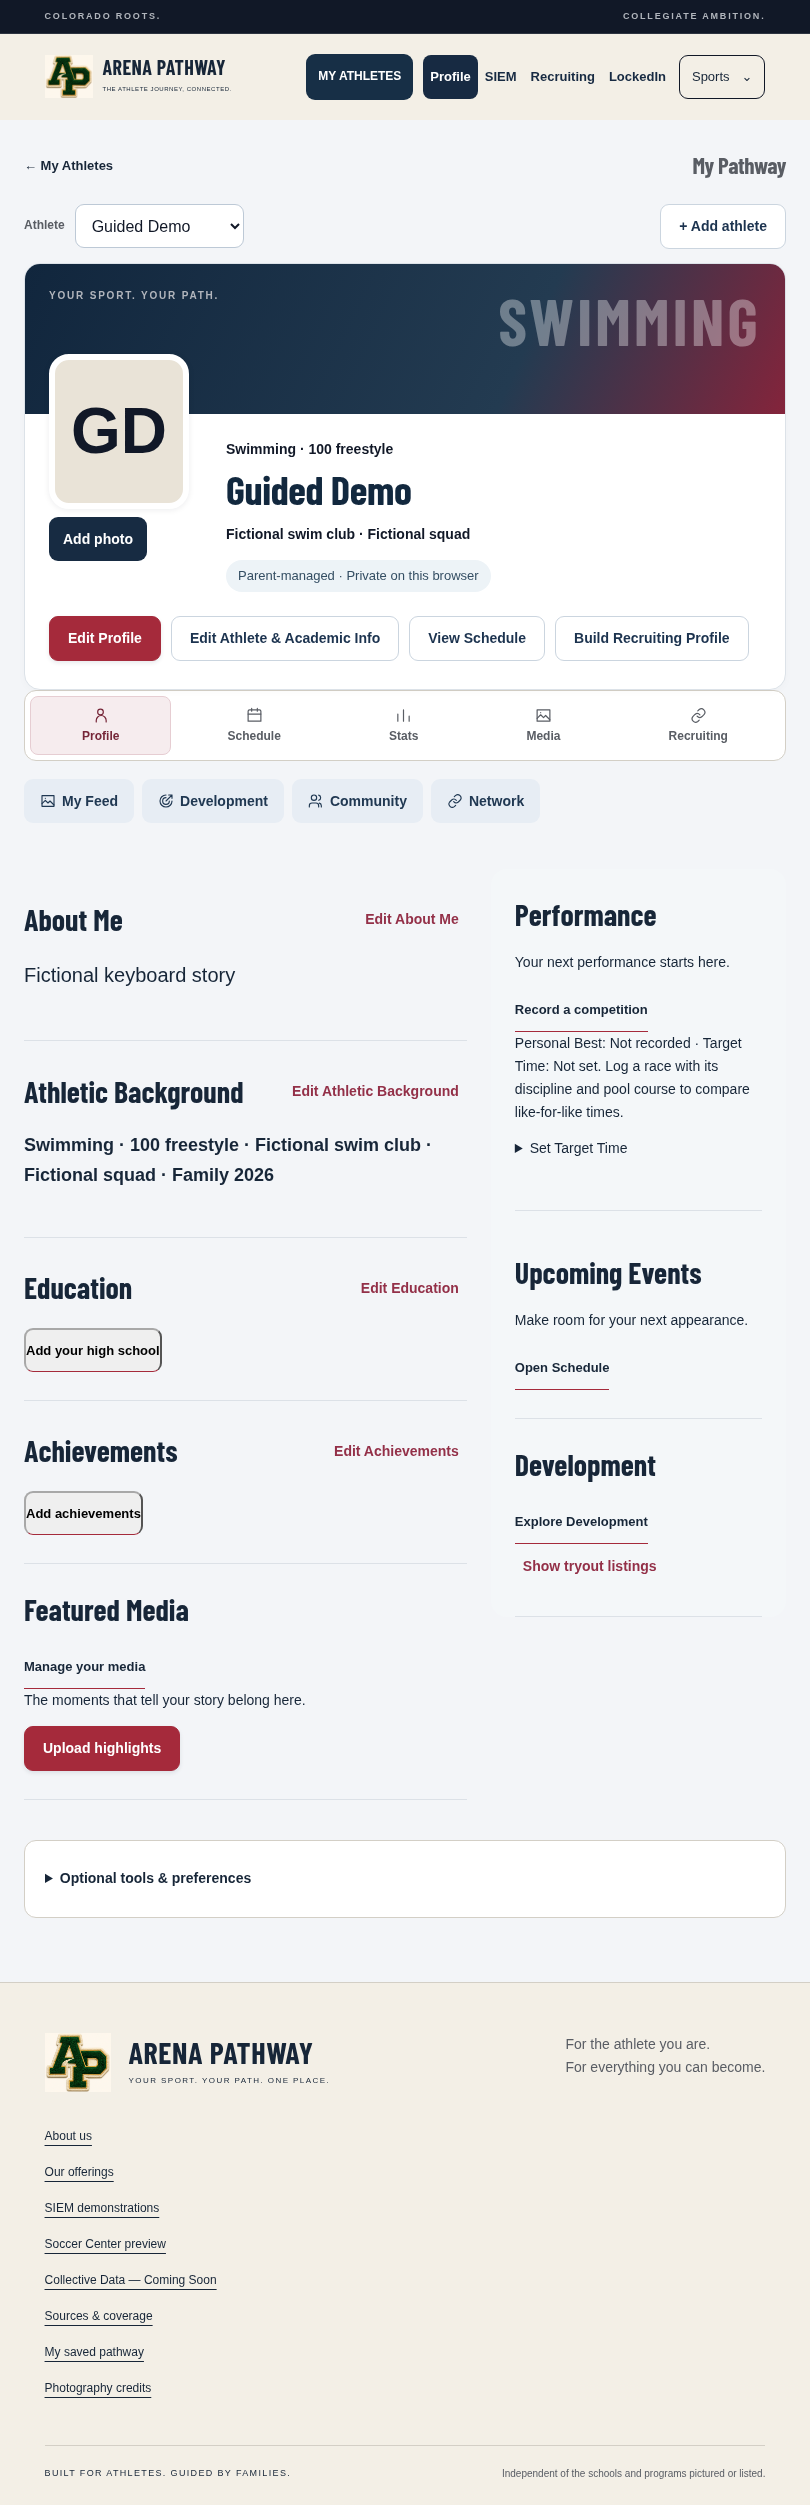 COLORADO ROOTS.
COLLEGIATE AMBITION.
AP
ARENA PATHWAY
THE ATHLETE JOURNEY, CONNECTED.
MY ATHLETES
Profile
SIEM
Recruiting
LockedIn
Sports
← My Athletes
My Pathway
Athlete
Guided Demo
+ Add athlete
YOUR SPORT. YOUR PATH.
SWIMMING
GD
Add photo
Swimming · 100 freestyle
Guided Demo
Fictional swim club · Fictional squad
Parent-managed · Private on this browser
Edit Profile
Edit Athlete & Academic Info
View Schedule
Build Recruiting Profile
Profile
Schedule
Stats
Media
Recruiting
My Feed
Development
Community
Network
About Me
Edit About Me
Fictional keyboard story
Athletic Background
Edit Athletic Background
Swimming · 100 freestyle · Fictional swim club ·
Fictional squad · Family 2026
Education
Edit Education
Add your high school
Achievements
Edit Achievements
Add achievements
Featured Media
Manage your media
The moments that tell your story belong here.
Upload highlights
Performance
Your next performance starts here.
Record a competition
Personal Best: Not recorded · Target
Time: Not set. Log a race with its
discipline and pool course to compare
like-for-like times.
▶ Set Target Time
Upcoming Events
Make room for your next appearance.
Open Schedule
Development
Explore Development
Show tryout listings
▶ Optional tools & preferences
AP
ARENA PATHWAY
YOUR SPORT. YOUR PATH. ONE PLACE.
For the athlete you are.
For everything you can become.
About us
Our offerings
SIEM demonstrations
Soccer Center preview
Collective Data — Coming Soon
Sources & coverage
My saved pathway
Photography credits
BUILT FOR ATHLETES. GUIDED BY FAMILIES.
Independent of the schools and programs pictured or listed.